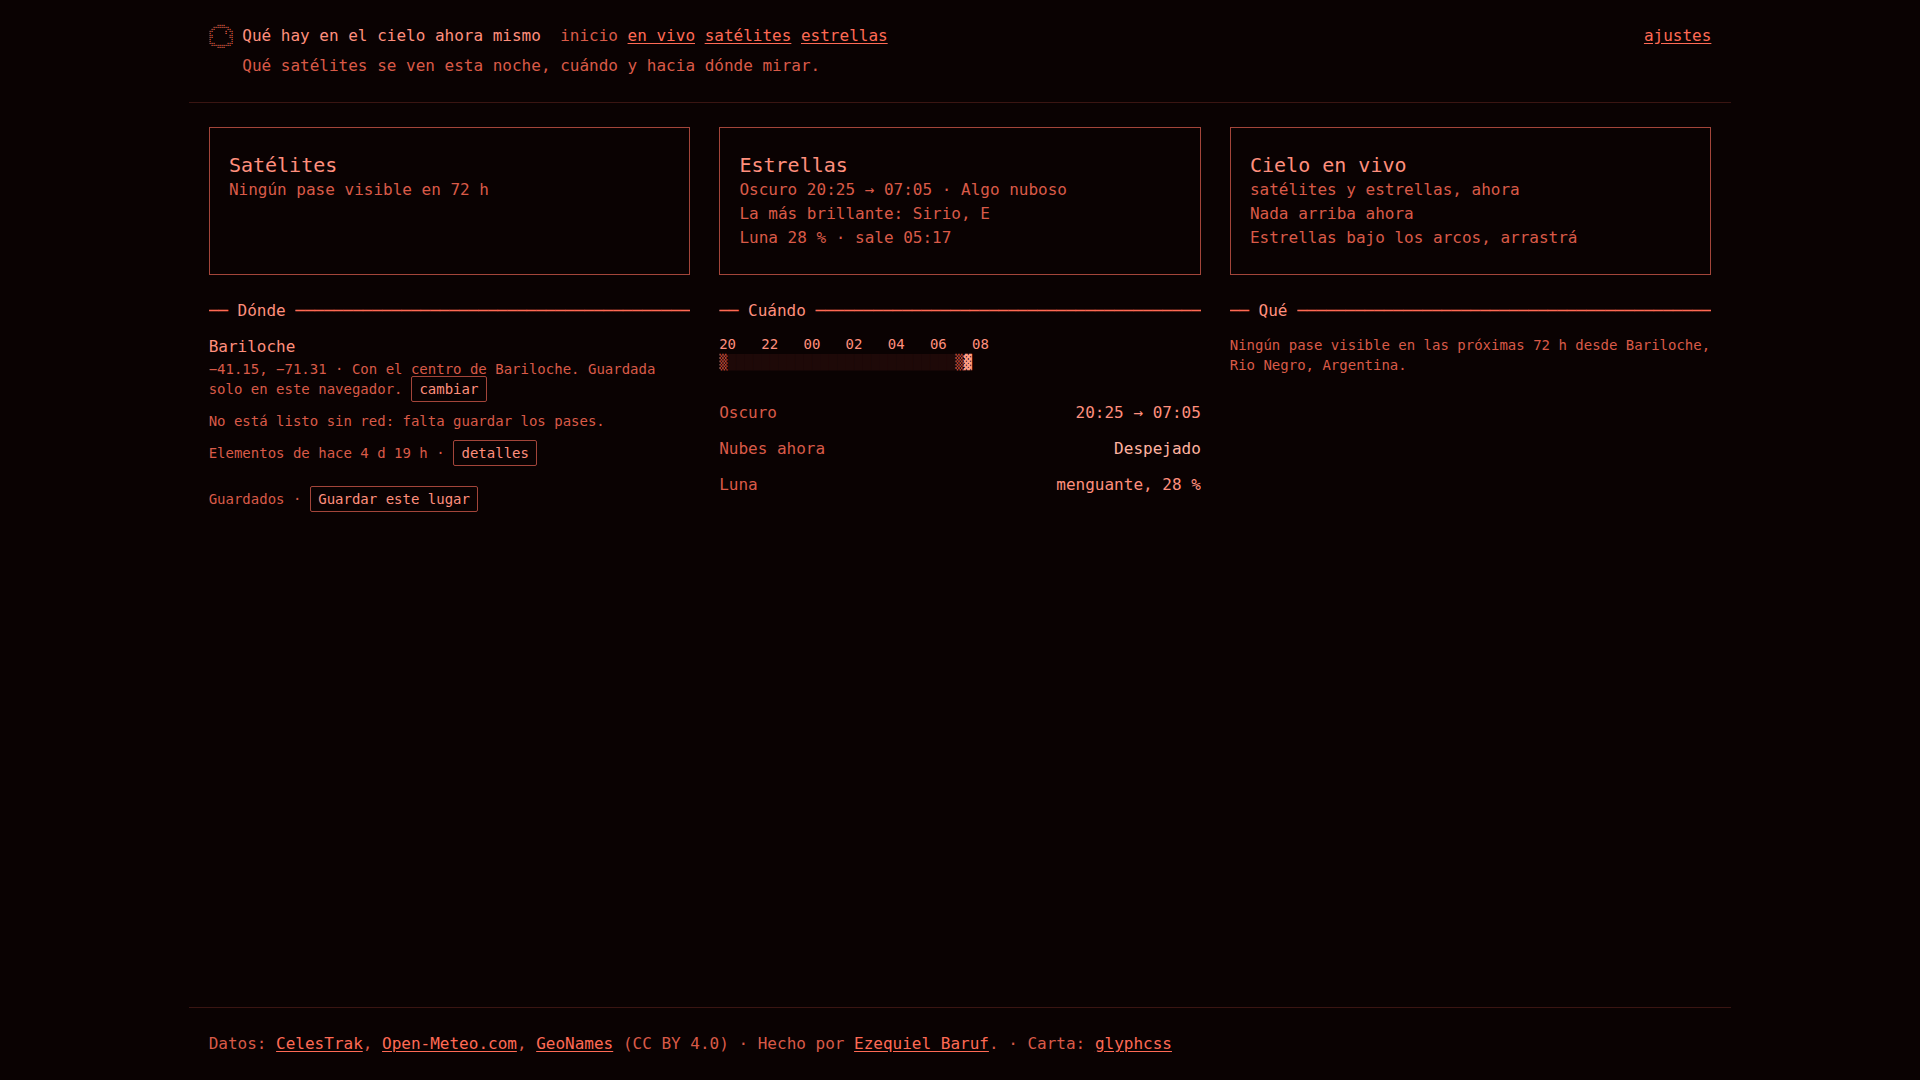 Qué hay en el cielo ahora mismo inicio en vivo satélites estrellas ajustes
Qué satélites se ven esta noche, cuándo y hacia dónde mirar.
Satélites
Ningún pase visible en 72 h
Estrellas
Oscuro 20:25 → 07:05 · Algo nuboso
La más brillante: Sirio, E
Luna 28 % · sale 05:17
Cielo en vivo
satélites y estrellas, ahora
Nada arriba ahora
Estrellas bajo los arcos, arrastrá
Dónde
Bariloche
−41.15, −71.31 · Con el centro de Bariloche. Guardada
solo en este navegador. cambiar
No está listo sin red: falta guardar los pases.
Elementos de hace 4 d 19 h · detalles
Guardados · Guardar este lugar
Cuándo
20 22 00 02 04 06 08
Oscuro 20:25 → 07:05
Nubes ahora Despejado
Luna menguante, 28 %
Qué
Ningún pase visible en las próximas 72 h desde Bariloche,
Rio Negro, Argentina.
Datos: CelesTrak, Open-Meteo.com, GeoNames (CC BY 4.0) · Hecho por Ezequiel Baruf. · Carta: glyphcss